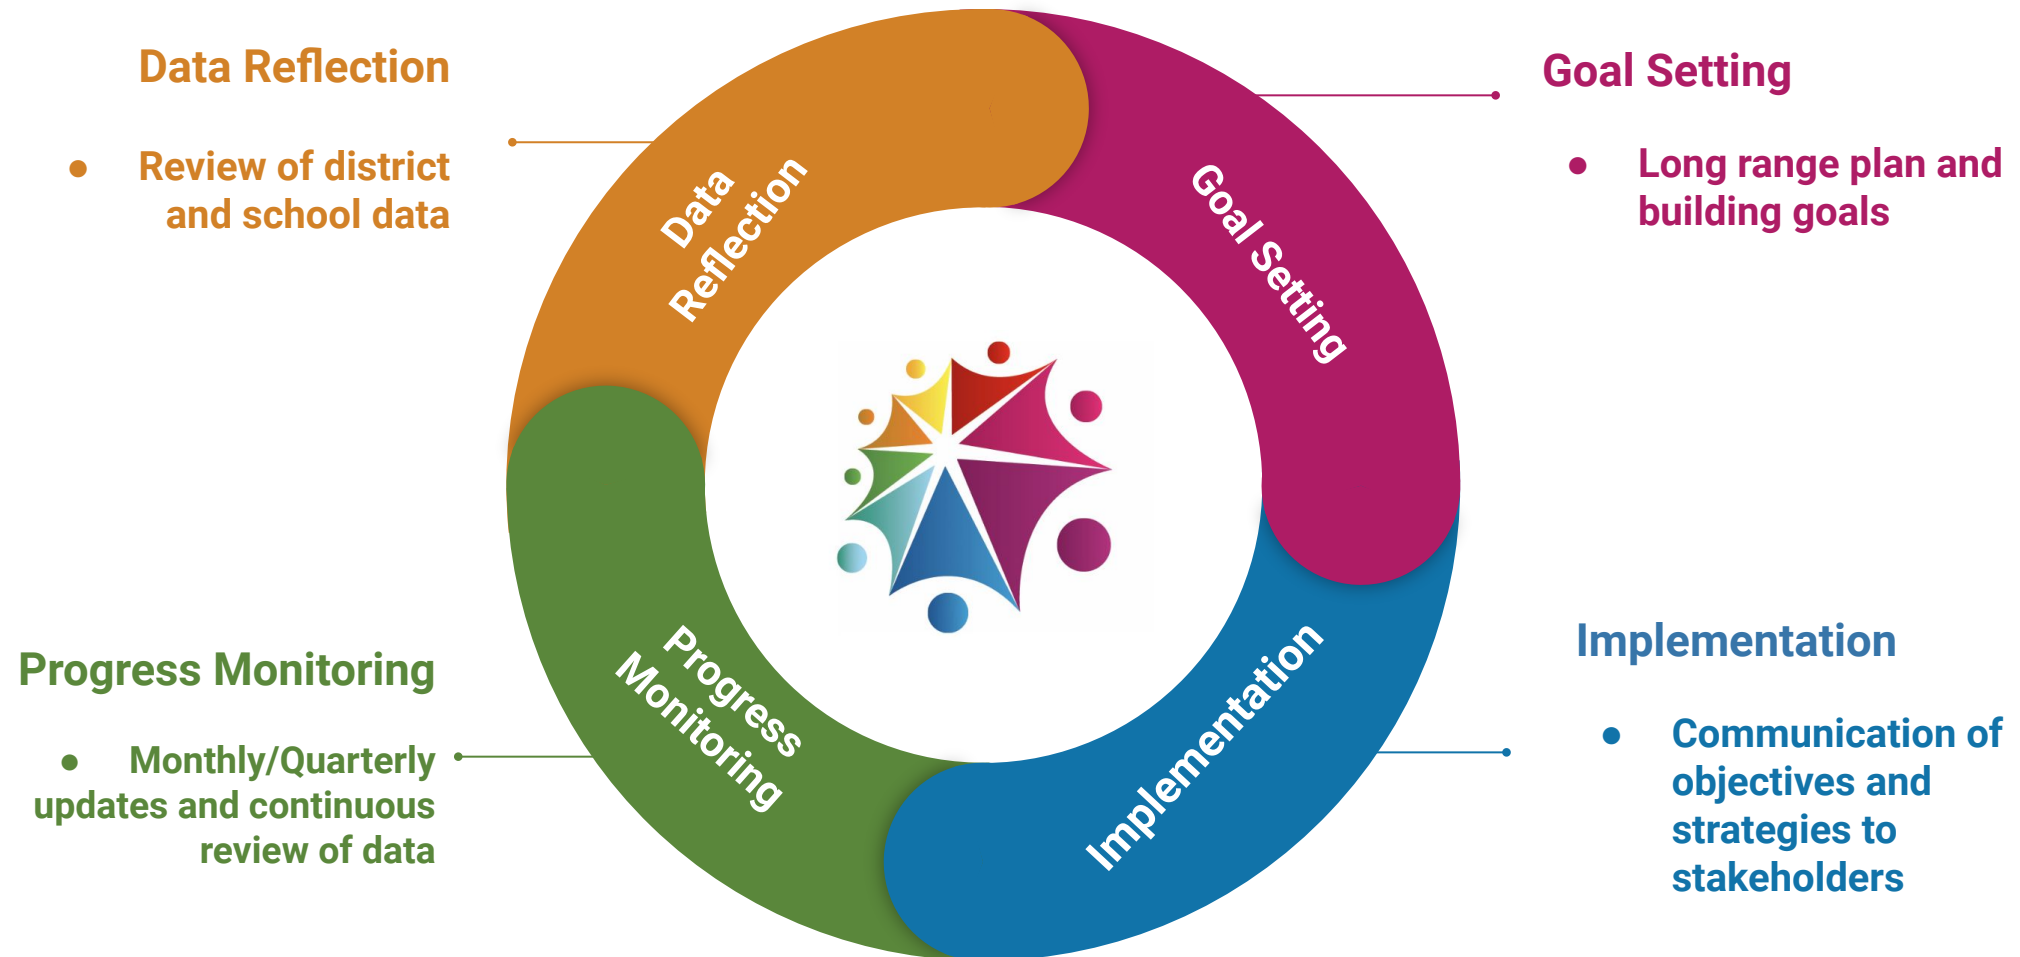 Data Reflection
● Review of district
and school data
Goal Setting
● Long range plan and
building goals
Data
Reflection
Goal Setting
Progress
Monitoring
Implementation
Progress Monitoring
● Monthly/Quarterly
updates and continuous
review of data
Implementation
● Communication of
objectives and
strategies to
stakeholders